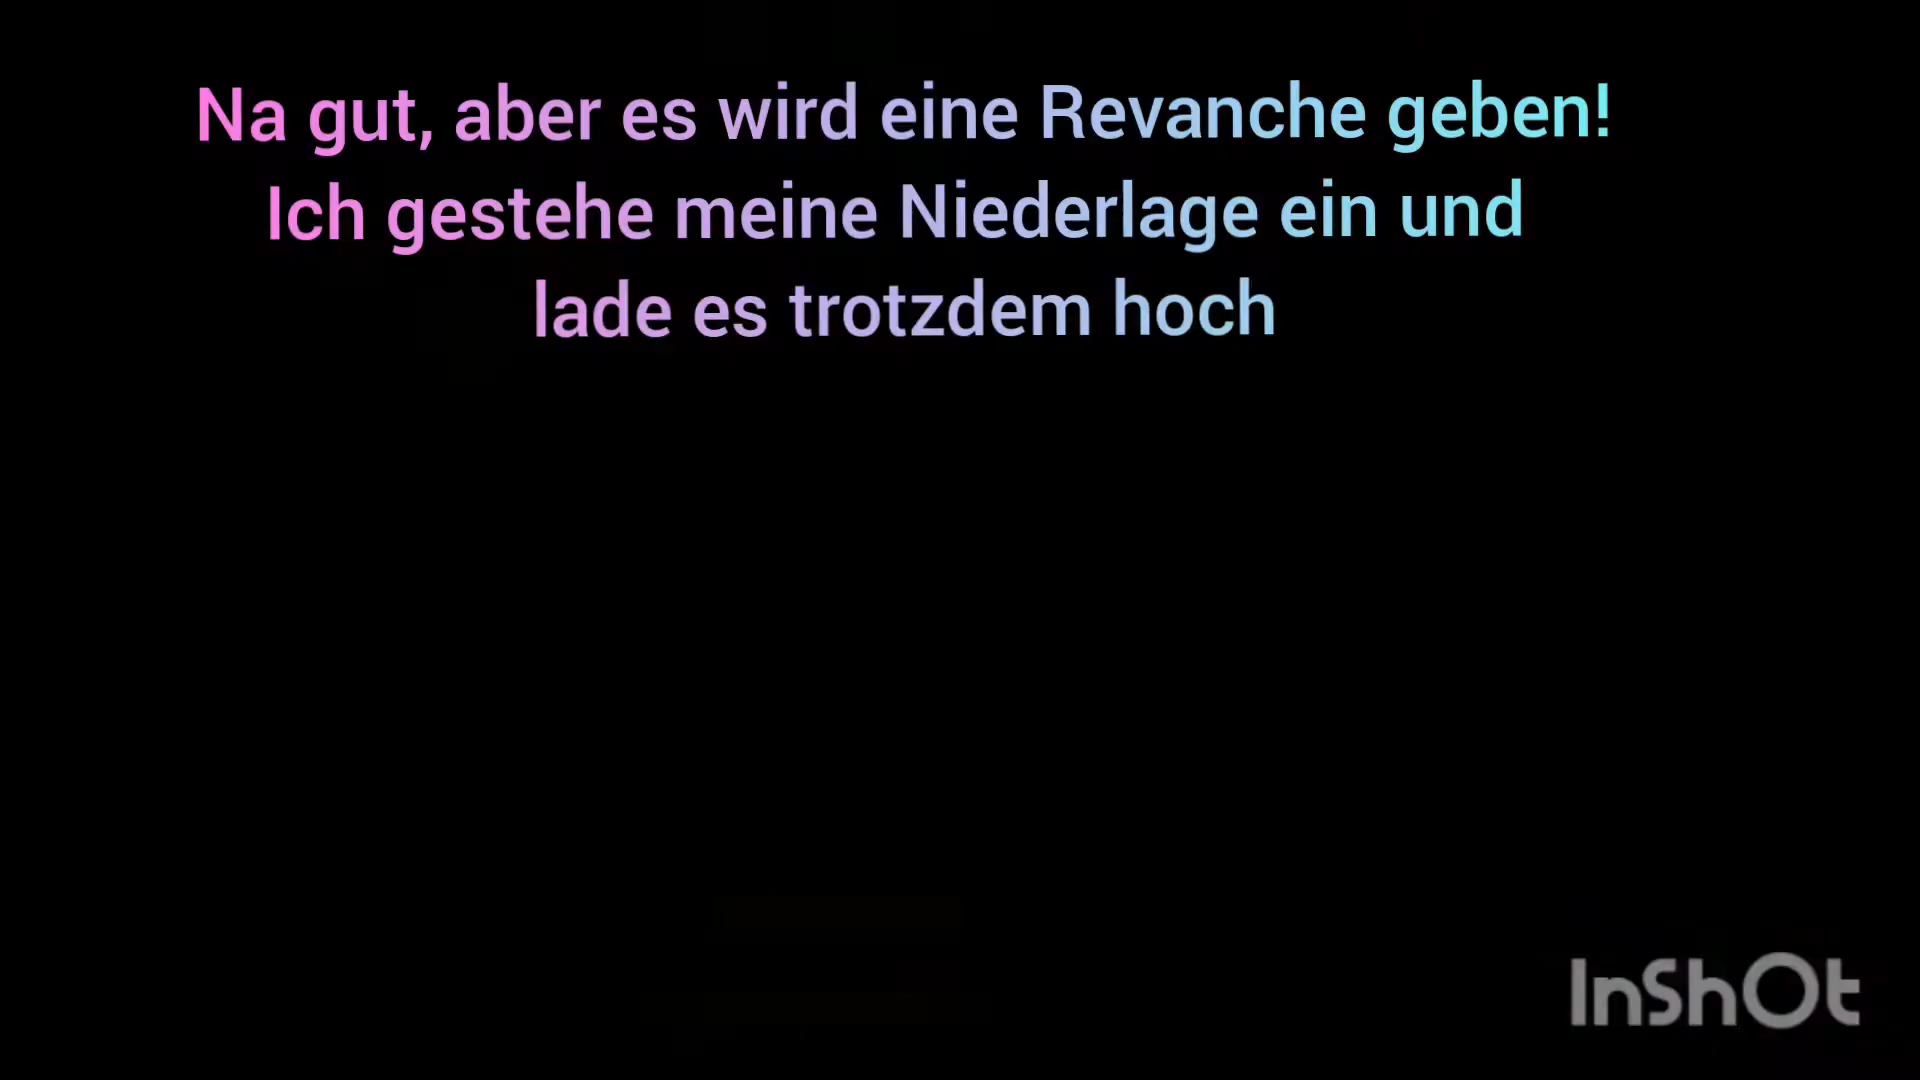 Na gut, aber es wird eine Revanche geben!
Ich gestehe meine Niederlage ein und
lade es trotzdem hoch
InShOt